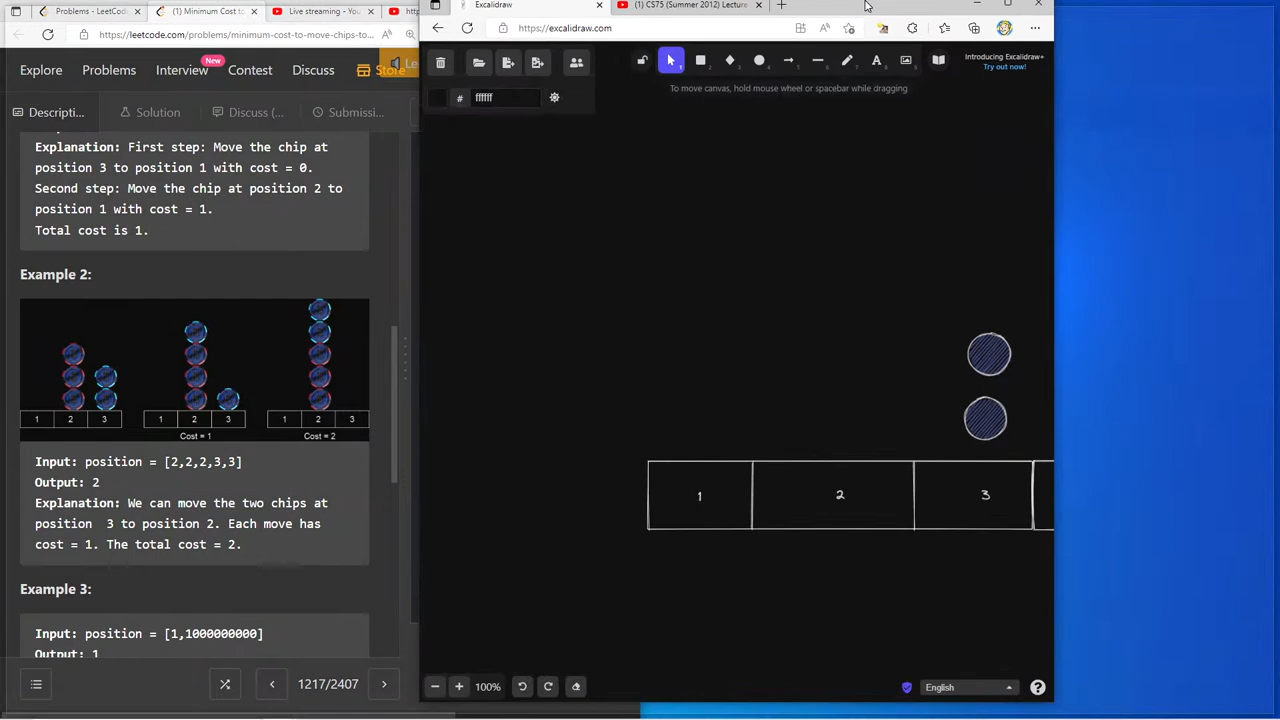 Problems - LeetCod
(1) Minimum Cost to
Live streaming - Yo
https://leetcode.com/problems/minimum-cost-to-move-chips-to...
Explore
Problems
Interview
New
Contest
Discuss
Store
Descripti...
Solution
Discuss (...
Submissi...
Explanation: First step: Move the chip at
position 3 to position 1 with cost = 0.
Second step: Move the chip at position 2 to
position 1 with cost = 1.
Total cost is 1.
Example 2:
1 2 3
1 2 3
1 2 3
Cost = 1
Cost = 2
Input: position = [2,2,2,3,3]
Output: 2
Explanation: We can move the two chips at
position 3 to position 2. Each move has
cost = 1. The total cost = 2.
Example 3:
Input: position = [1,1000000000]
Output: 1
1217/2407
Excalidraw
(1) CS75 (Summer 2012) Lecture
https://excalidraw.com
# ffffff
Introducing Excalidraw+
Try out now!
To move canvas, hold mouse wheel or spacebar while dragging
1 2 3
100%
English